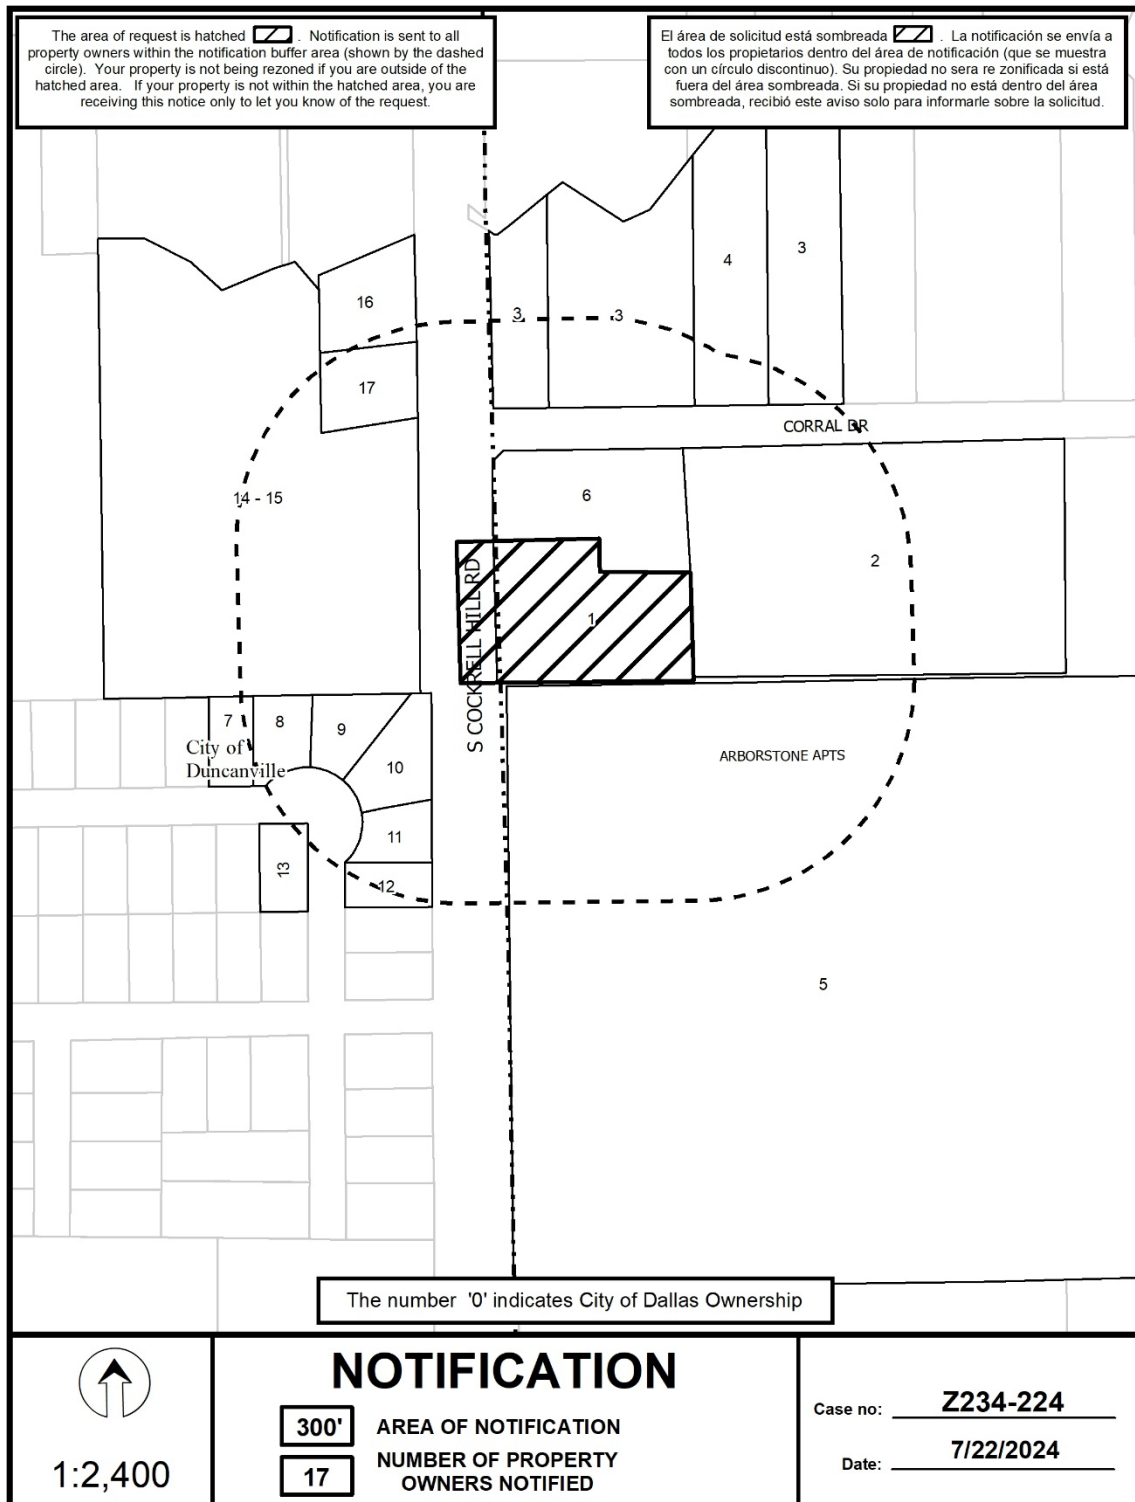 The area of request is hatched . Notification is sent to all
property owners within the notification buffer area (shown by the dashed
circle). Your property is not being rezoned if you are outside of the
hatched area. If your property is not within the hatched area, you are
receiving this notice only to let you know of the request.
El área de solicitud está sombreada . La notificación se envía a
todos los propietarios dentro del área de notificación (que se muestra
con un círculo discontinuo). Su propiedad no sera re zonificada si está
fuera del área sombreada. Si su propiedad no está dentro del área
sombreada, recibió este aviso solo para informarle sobre la solicitud.
3
4
16
3
3
17
CORRAL DR
14 - 15
6
2
S COCKRELL HILL RD
1
7
8
9
City of
Duncanville
10
ARBORSTONE APTS
11
13
12
5
The number '0' indicates City of Dallas Ownership
1:2,400
NOTIFICATION
300' AREA OF NOTIFICATION
17 NUMBER OF PROPERTY
OWNERS NOTIFIED
Case no: Z234-224
Date: 7/22/2024